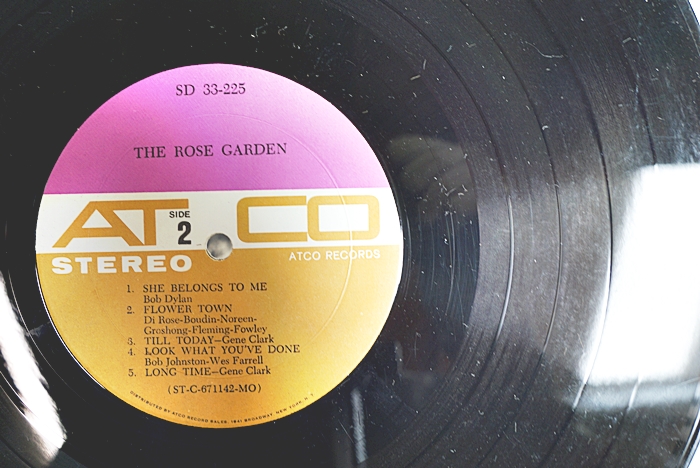 SD 33-225
THE ROSE GARDEN
ATCO
SIDE
2
STEREO
ATCO RECORDS
1. SHE BELONGS TO ME
Bob Dylan
2. FLOWER TOWN
Di Rose-Boudin-Noreen-
Groshong-Fleming-Fowley
3. TILL TODAY—Gene Clark
4. LOOK WHAT YOU'VE DONE
Bob Johnston-Wes Farrell
5. LONG TIME—Gene Clark
(ST-C-671142-MO)
DISTRIBUTED BY ATCO RECORD SALES, 1841 BROADWAY, NEW YORK, N. Y.